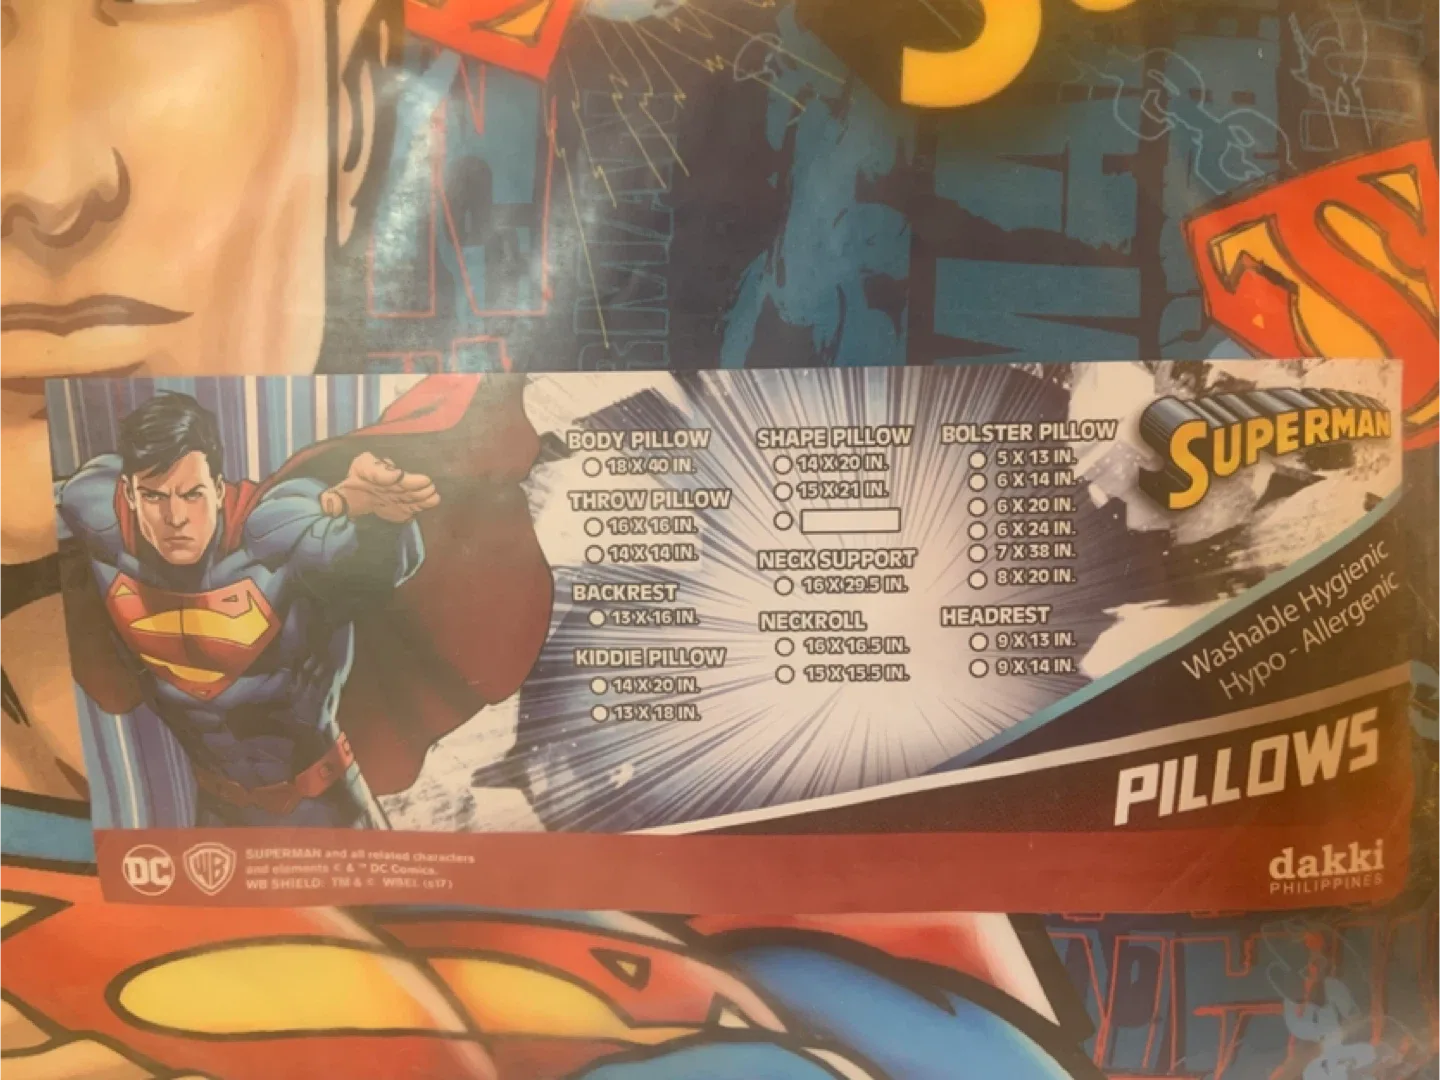 SUPERMAN
BODY PILLOW
18 X 40 IN.
THROW PILLOW
16 X 16 IN.
14 X 14 IN.
BACKREST
13 X 16 IN.
KIDDIE PILLOW
14 X 20 IN.
13 X 18 IN.
SHAPE PILLOW
14 X 20 IN.
15 X 21 IN.
NECK SUPPORT
16 X 29.5 IN.
NECKROLL
16 X 16.5 IN.
15 X 15.5 IN.
BOLSTER PILLOW
5 X 13 IN.
6 X 14 IN.
6 X 20 IN.
6 X 24 IN.
7 X 38 IN.
8 X 20 IN.
HEADREST
9 X 13 IN.
9 X 14 IN.
Washable Hygienic
Hypo - Allergenic
PILLOWS
DC
WB
SUPERMAN and all related characters
and elements © & ™ DC Comics.
WB SHIELD: TM & © WBEI. (s17)
dakki
PHILIPPINES